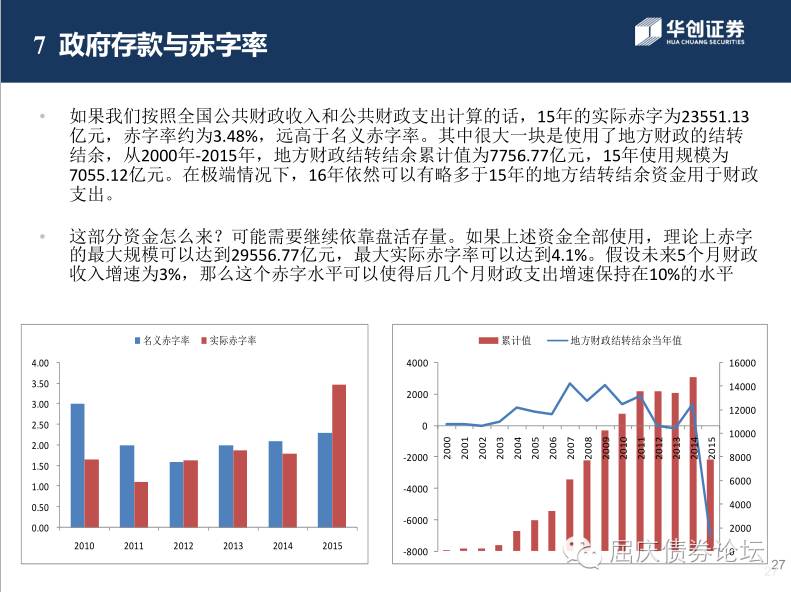 7 政府存款与赤字率
华创证券
HUA CHUANG SECURITIES
• 如果我们按照全国公共财政收入和公共财政支出计算的话，15年的实际赤字为23551.13
亿元，赤字率约为3.48%，远高于名义赤字率。其中很大一块是使用了地方财政的结转
结余，从2000年-2015年，地方财政结转结余累计值为7756.77亿元，15年使用规模为
7055.12亿元。在极端情况下，16年依然可以有略多于15年的地方结转结余资金用于财政
支出。
• 这部分资金怎么来？可能需要继续依靠盘活存量。如果上述资金全部使用，理论上赤字
的最大规模可以达到29556.77亿元，最大实际赤字率可以达到4.1%。假设未来5个月财政
收入增速为3%，那么这个赤字水平可以使得后几个月财政支出增速保持在10%的水平
名义赤字率 实际赤字率
4.00
3.50
3.00
2.50
2.00
1.50
1.00
0.50
0.00
2010 2011 2012 2013 2014 2015
累计值 地方财政结转结余当年值
4000
2000
0
-2000
-4000
-6000
-8000
2000 2001 2002 2003 2004 2005 2006 2007 2008 2009 2010 2011 2012 2013 2014 2015
16000
14000
12000
10000
8000
6000
4000
2000
0
屈庆债券论坛
27